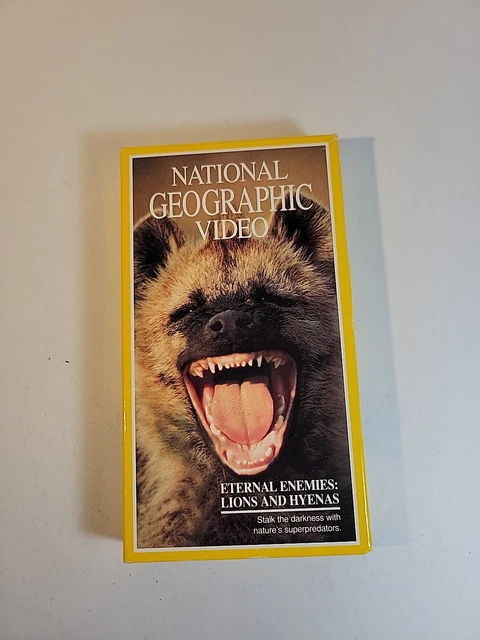 NATIONAL
GEOGRAPHIC
VIDEO
ETERNAL ENEMIES:
LIONS AND HYENAS
Stalk the darkness with
nature's superpredators.